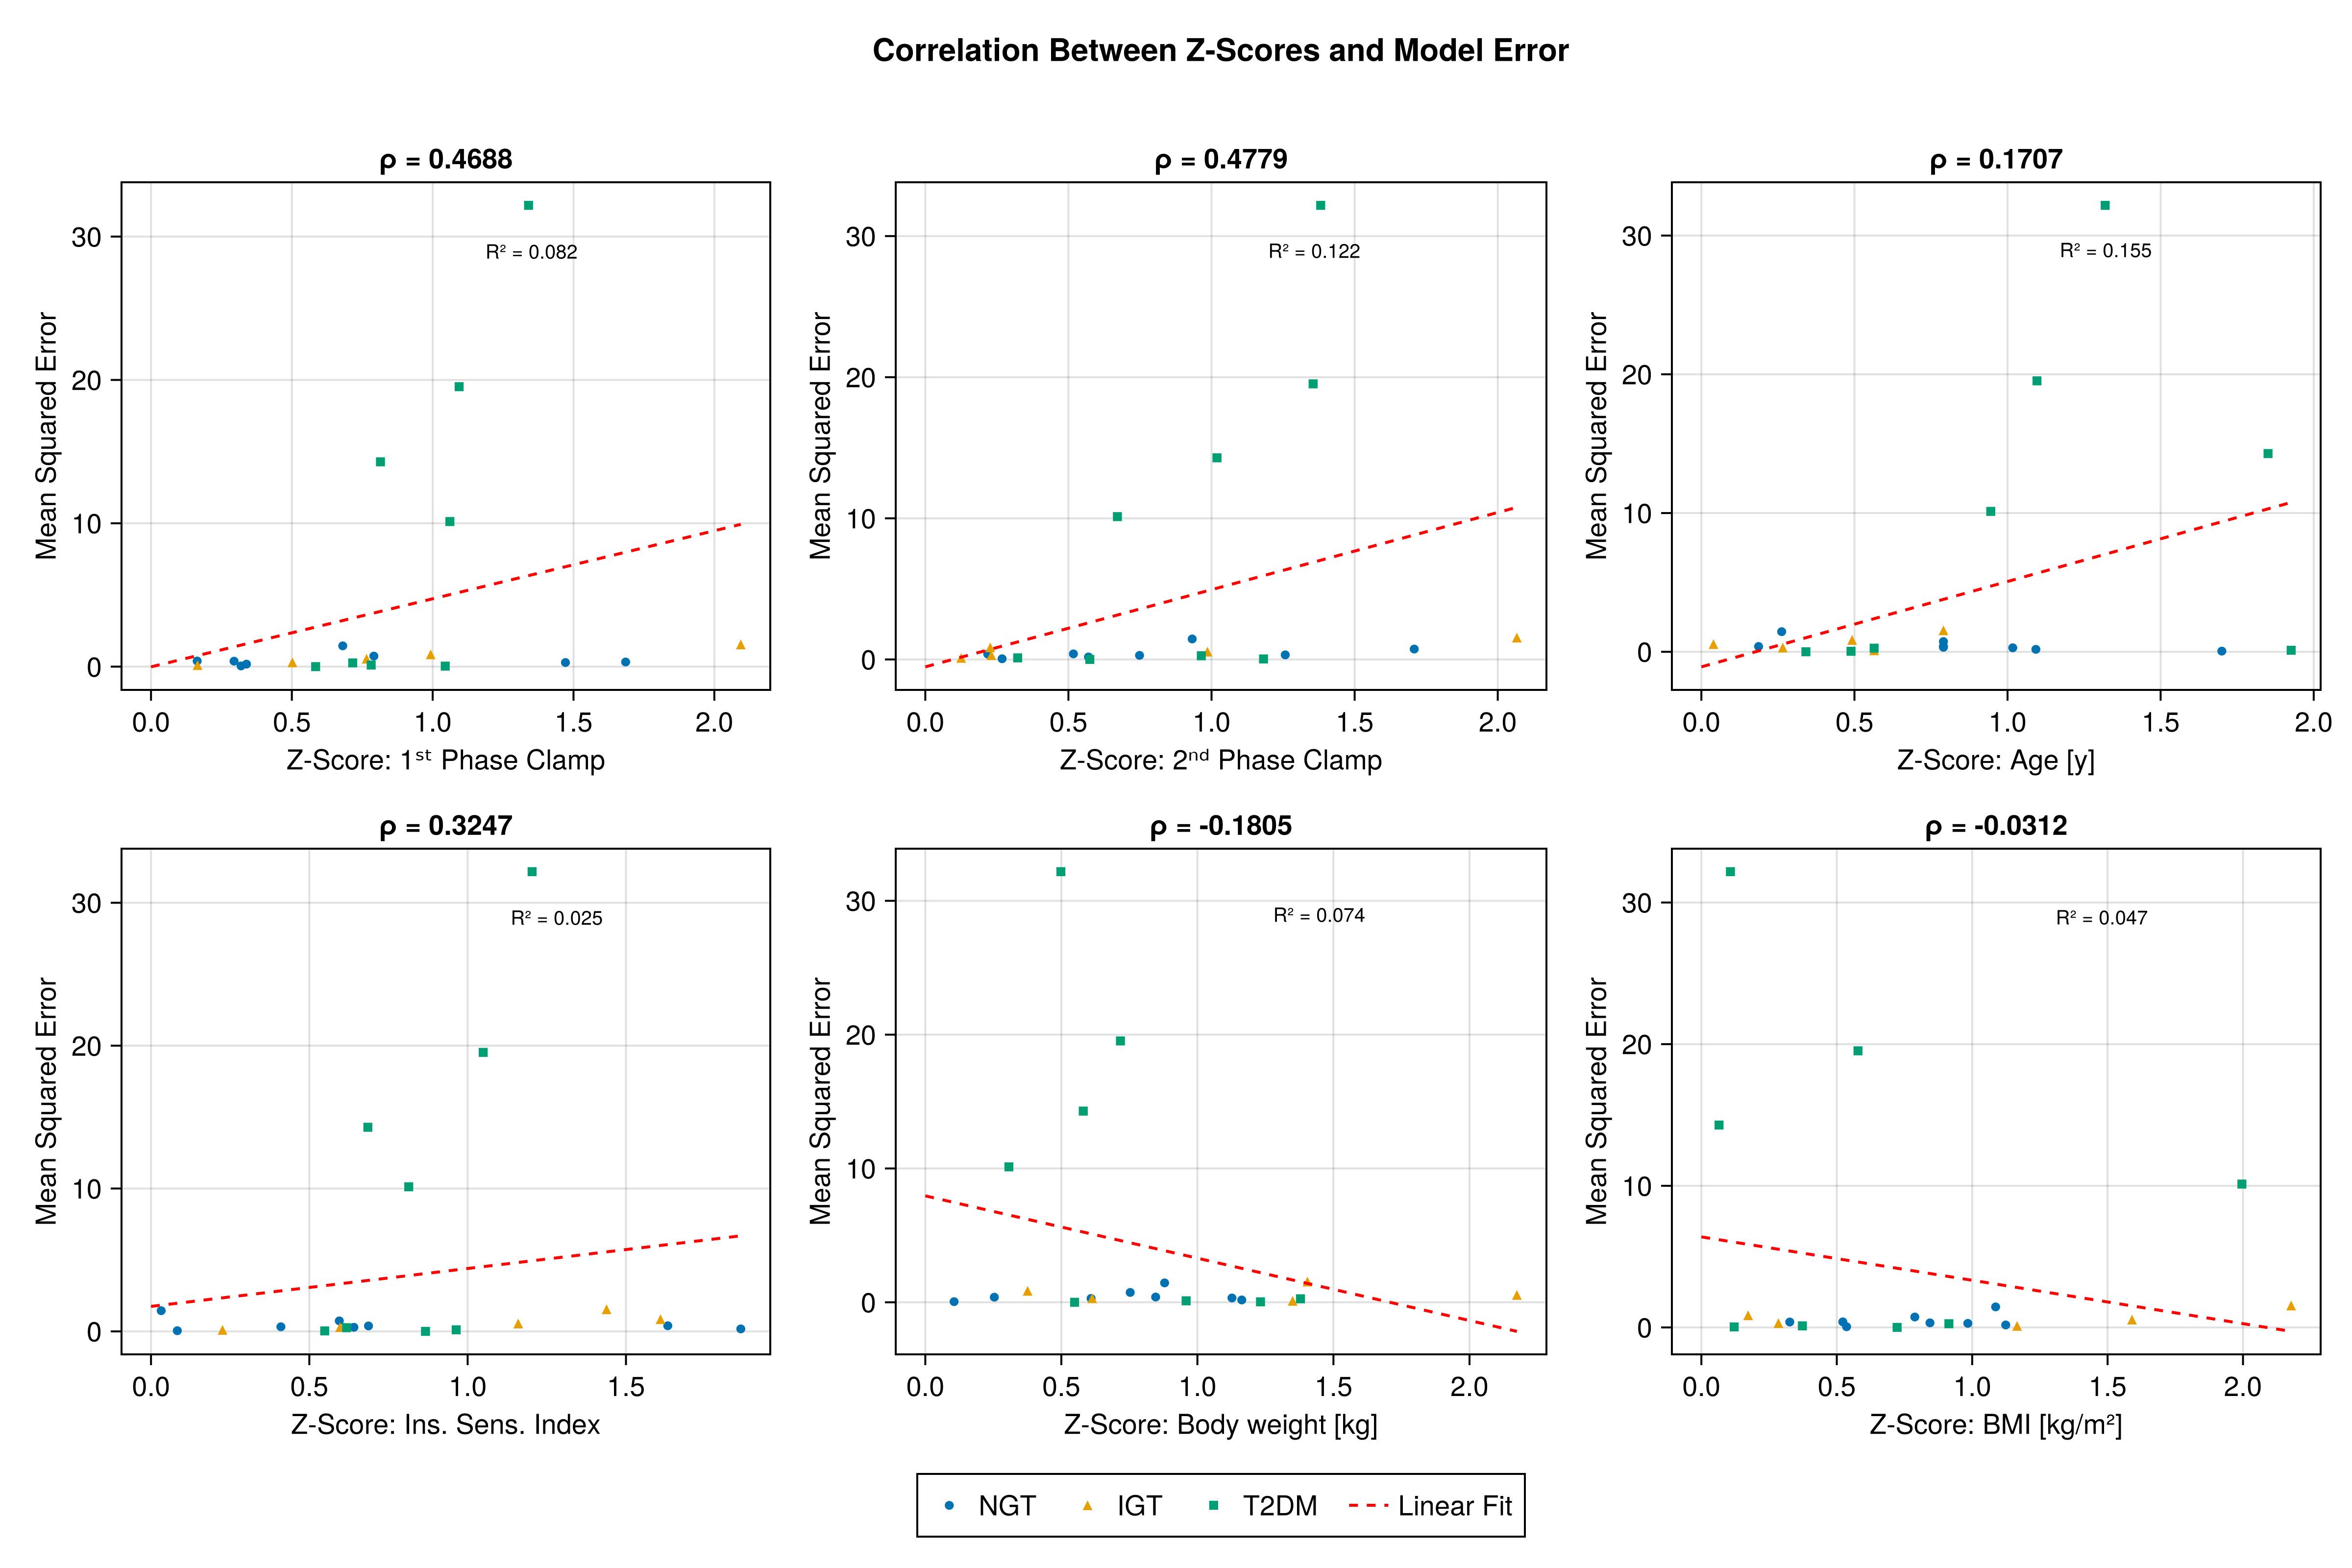 Correlation Between Z-Scores and Model Error
ρ = 0.4688
R² = 0.082
Mean Squared Error
30
20
10
0
0.0 0.5 1.0 1.5 2.0
Z-Score: 1ˢᵗ Phase Clamp
ρ = 0.4779
R² = 0.122
Mean Squared Error
30
20
10
0
0.0 0.5 1.0 1.5 2.0
Z-Score: 2ⁿᵈ Phase Clamp
ρ = 0.1707
R² = 0.155
Mean Squared Error
30
20
10
0
0.0 0.5 1.0 1.5 2.0
Z-Score: Age [y]
ρ = 0.3247
R² = 0.025
Mean Squared Error
30
20
10
0
0.0 0.5 1.0 1.5
Z-Score: Ins. Sens. Index
ρ = -0.1805
R² = 0.074
Mean Squared Error
30
20
10
0
0.0 0.5 1.0 1.5 2.0
Z-Score: Body weight [kg]
ρ = -0.0312
R² = 0.047
Mean Squared Error
30
20
10
0
0.0 0.5 1.0 1.5 2.0
Z-Score: BMI [kg/m²]
NGT IGT T2DM Linear Fit